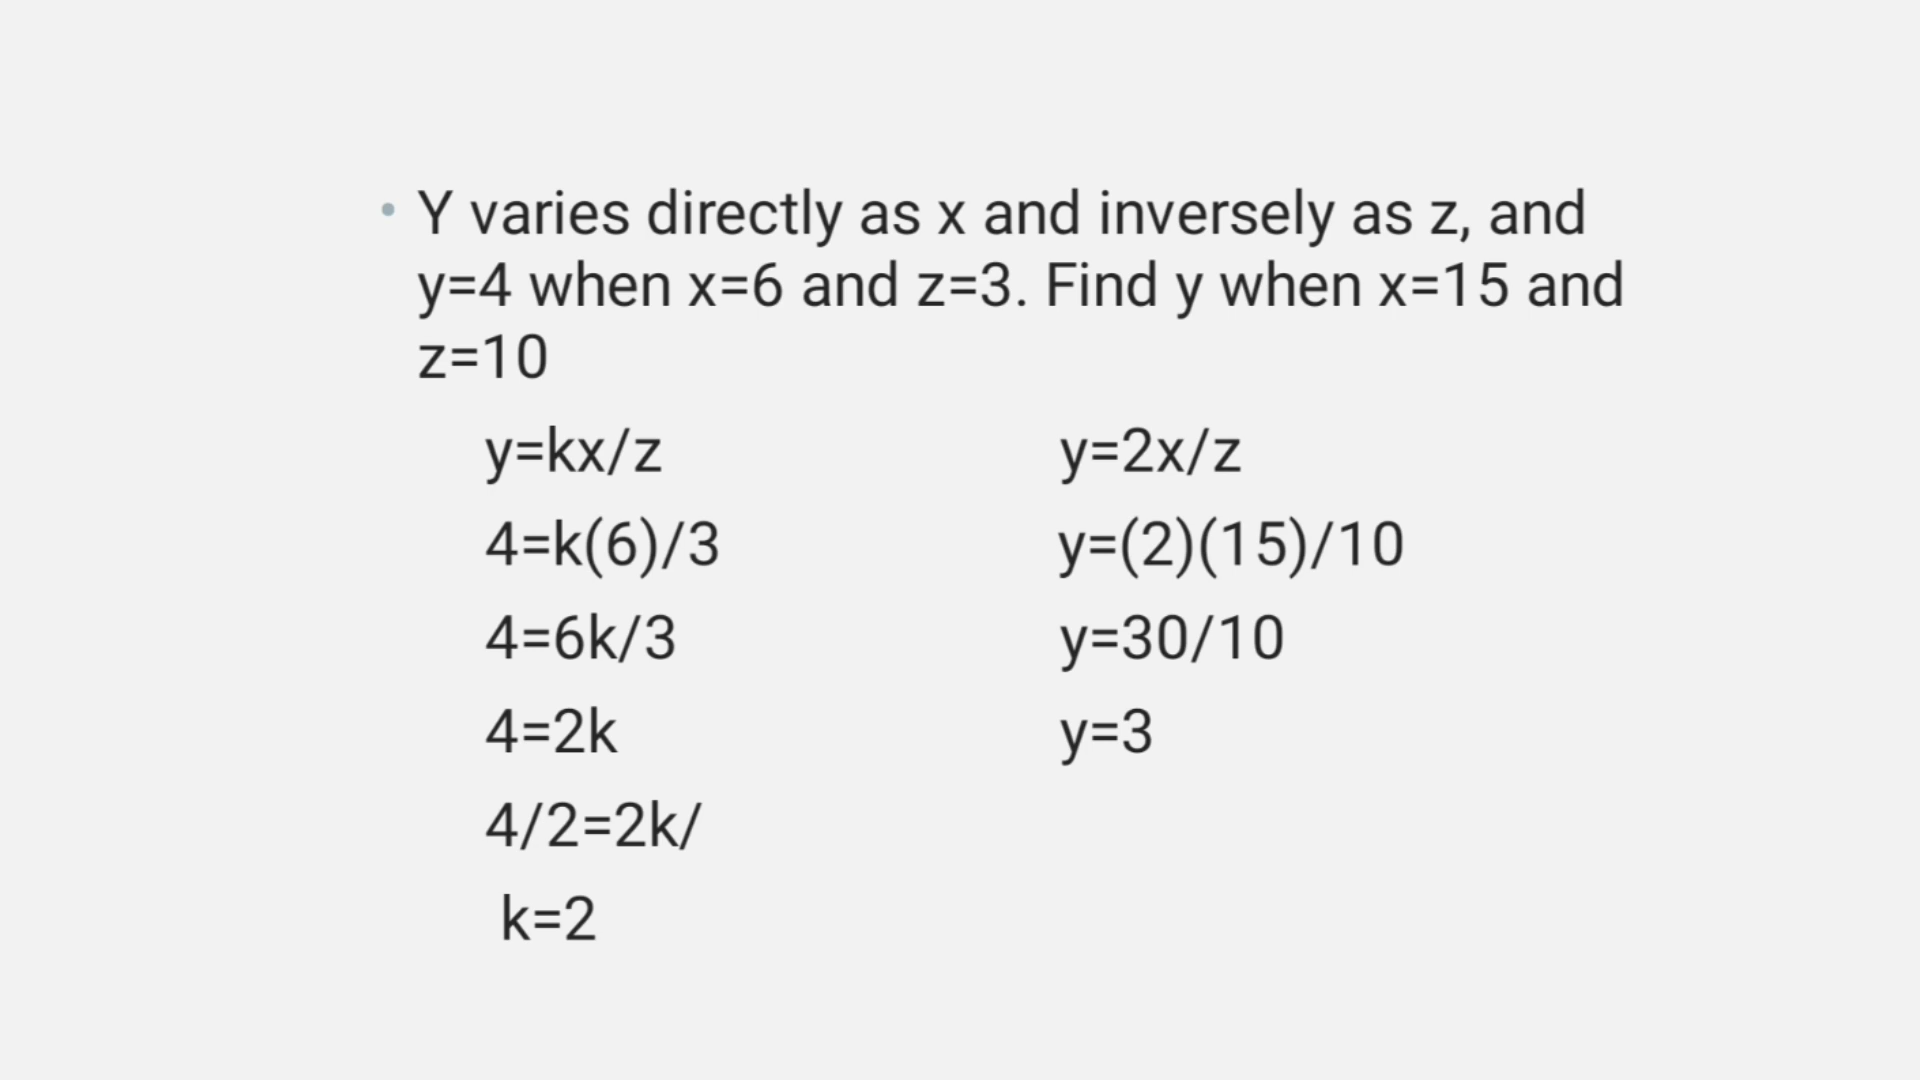 • Y varies directly as x and inversely as z, and
y=4 when x=6 and z=3. Find y when x=15 and
z=10
y=kx/z
4=k(6)/3
4=6k/3
4=2k
4/2=2k/
k=2
y=2x/z
y=(2)(15)/10
y=30/10
y=3